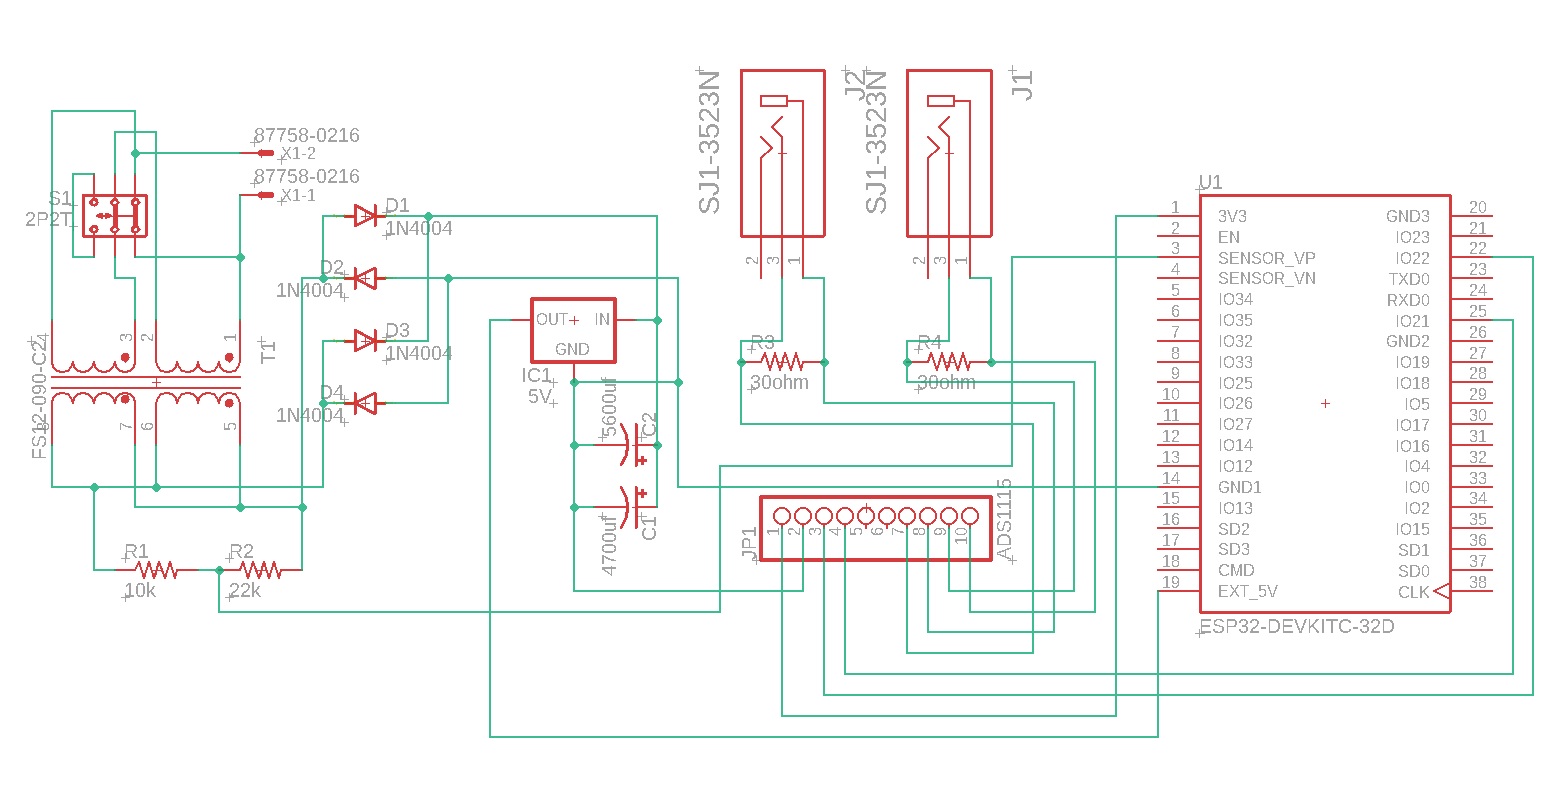 87758-0216
X1-2
87758-0216
X1-1
S1
2P2T
4
3
2
1
T1
8
7
6
5
D1
1N4004
D2
1N4004
D3
1N4004
D4
1N4004
R1
10k
R2
22k
OUT
IN
GND
IC1
5V
5600uf
C2
4700uf
C1
SJ1-3523N
J2
2
3
1
SJ1-3523N
J1
2
3
1
R3
30ohm
R4
30ohm
JP1
1
2
3
4
5
6
7
8
9
10
ADS1115
U1
1 3V3
2 EN
3 SENSOR_VP
4 SENSOR_VN
5 IO34
6 IO35
7 IO32
8 IO33
9 IO25
10 IO26
11 IO27
12 IO14
13 IO12
14 GND1
15 IO13
16 SD2
17 SD3
18 CMD
19 EXT_5V
GND3 20
IO23 21
IO22 22
TXD0 23
RXD0 24
IO21 25
GND2 26
IO19 27
IO18 28
IO5 29
IO17 30
IO16 31
IO4 32
IO0 33
IO2 34
IO15 35
SD1 36
SD0 37
CLK 38
ESP32-DEVKITC-32D